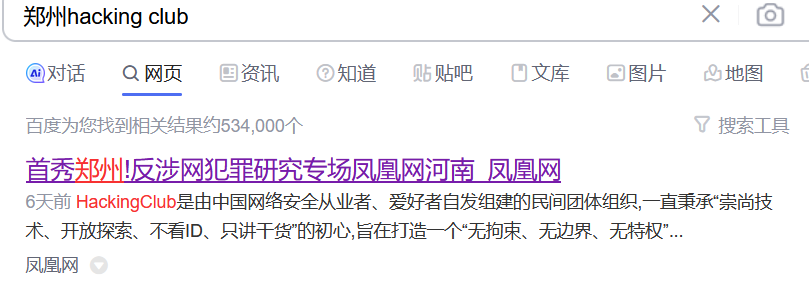 郑州hacking club
Ai对话 网页 资讯 知道 贴吧 文库 图片 地图
百度为您找到相关结果约534,000个 搜索工具
首秀郑州!反涉网犯罪研究专场凤凰网河南_凤凰网
6天前 HackingClub是由中国网络安全从业者、爱好者自发组建的民间团体组织,一直秉承“崇尚技
术、开放探索、不看ID、只讲干货”的初心,旨在打造一个“无拘束、无边界、无特权”...
凤凰网